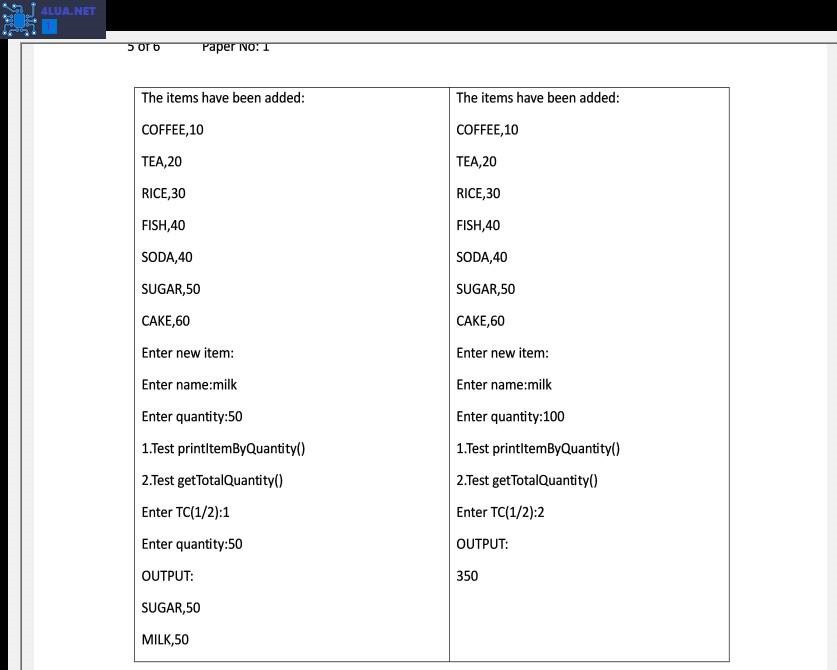 4LUA.NET
5 of 6 Paper No: 1
The items have been added:
COFFEE,10
TEA,20
RICE,30
FISH,40
SODA,40
SUGAR,50
CAKE,60
Enter new item:
Enter name:milk
Enter quantity:50
1.Test printItemByQuantity()
2.Test getTotalQuantity()
Enter TC(1/2):1
Enter quantity:50
OUTPUT:
SUGAR,50
MILK,50
The items have been added:
COFFEE,10
TEA,20
RICE,30
FISH,40
SODA,40
SUGAR,50
CAKE,60
Enter new item:
Enter name:milk
Enter quantity:100
1.Test printItemByQuantity()
2.Test getTotalQuantity()
Enter TC(1/2):2
OUTPUT:
350